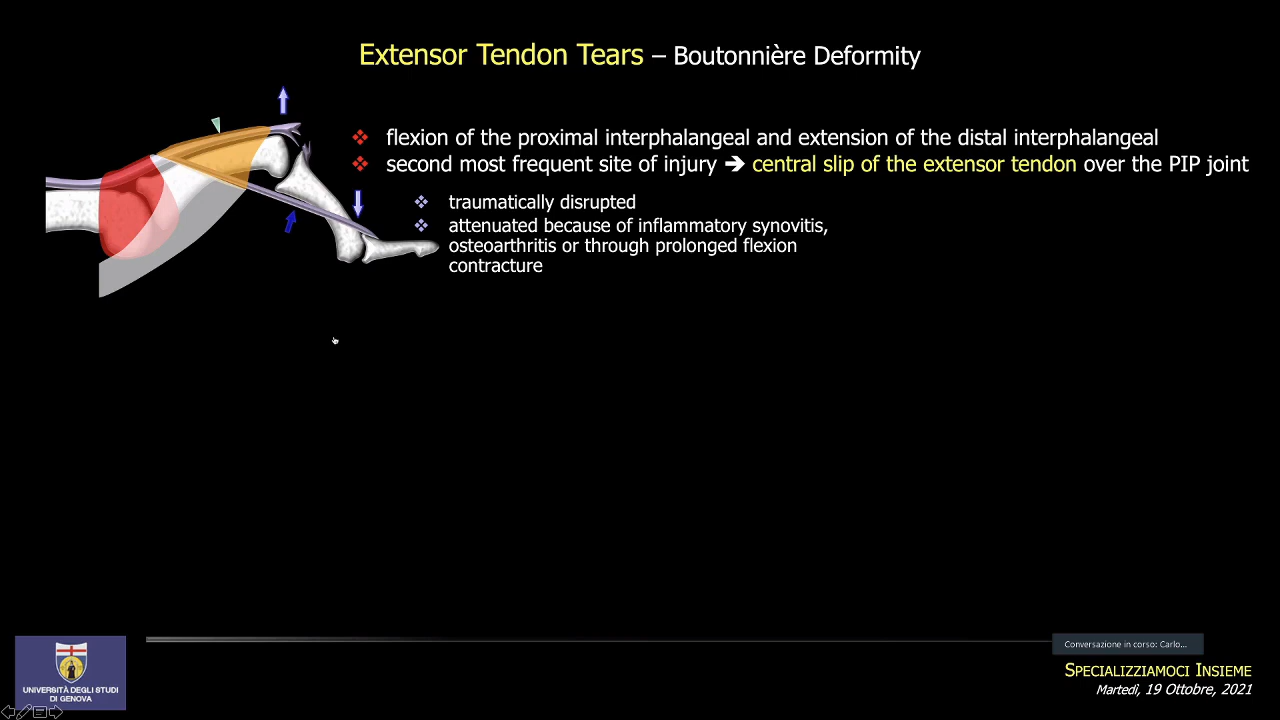 Extensor Tendon Tears – Boutonnière Deformity
flexion of the proximal interphalangeal and extension of the distal interphalangeal
second most frequent site of injury ➔ central slip of the extensor tendon over the PIP joint
traumatically disrupted
attenuated because of inflammatory synovitis,
osteoarthritis or through prolonged flexion
contracture
UNIVERSITÀ DEGLI STUDI
DI GENOVA
Conversazione in corso: Carlo...
Specializziamoci Insieme
Martedì, 19 Ottobre, 2021